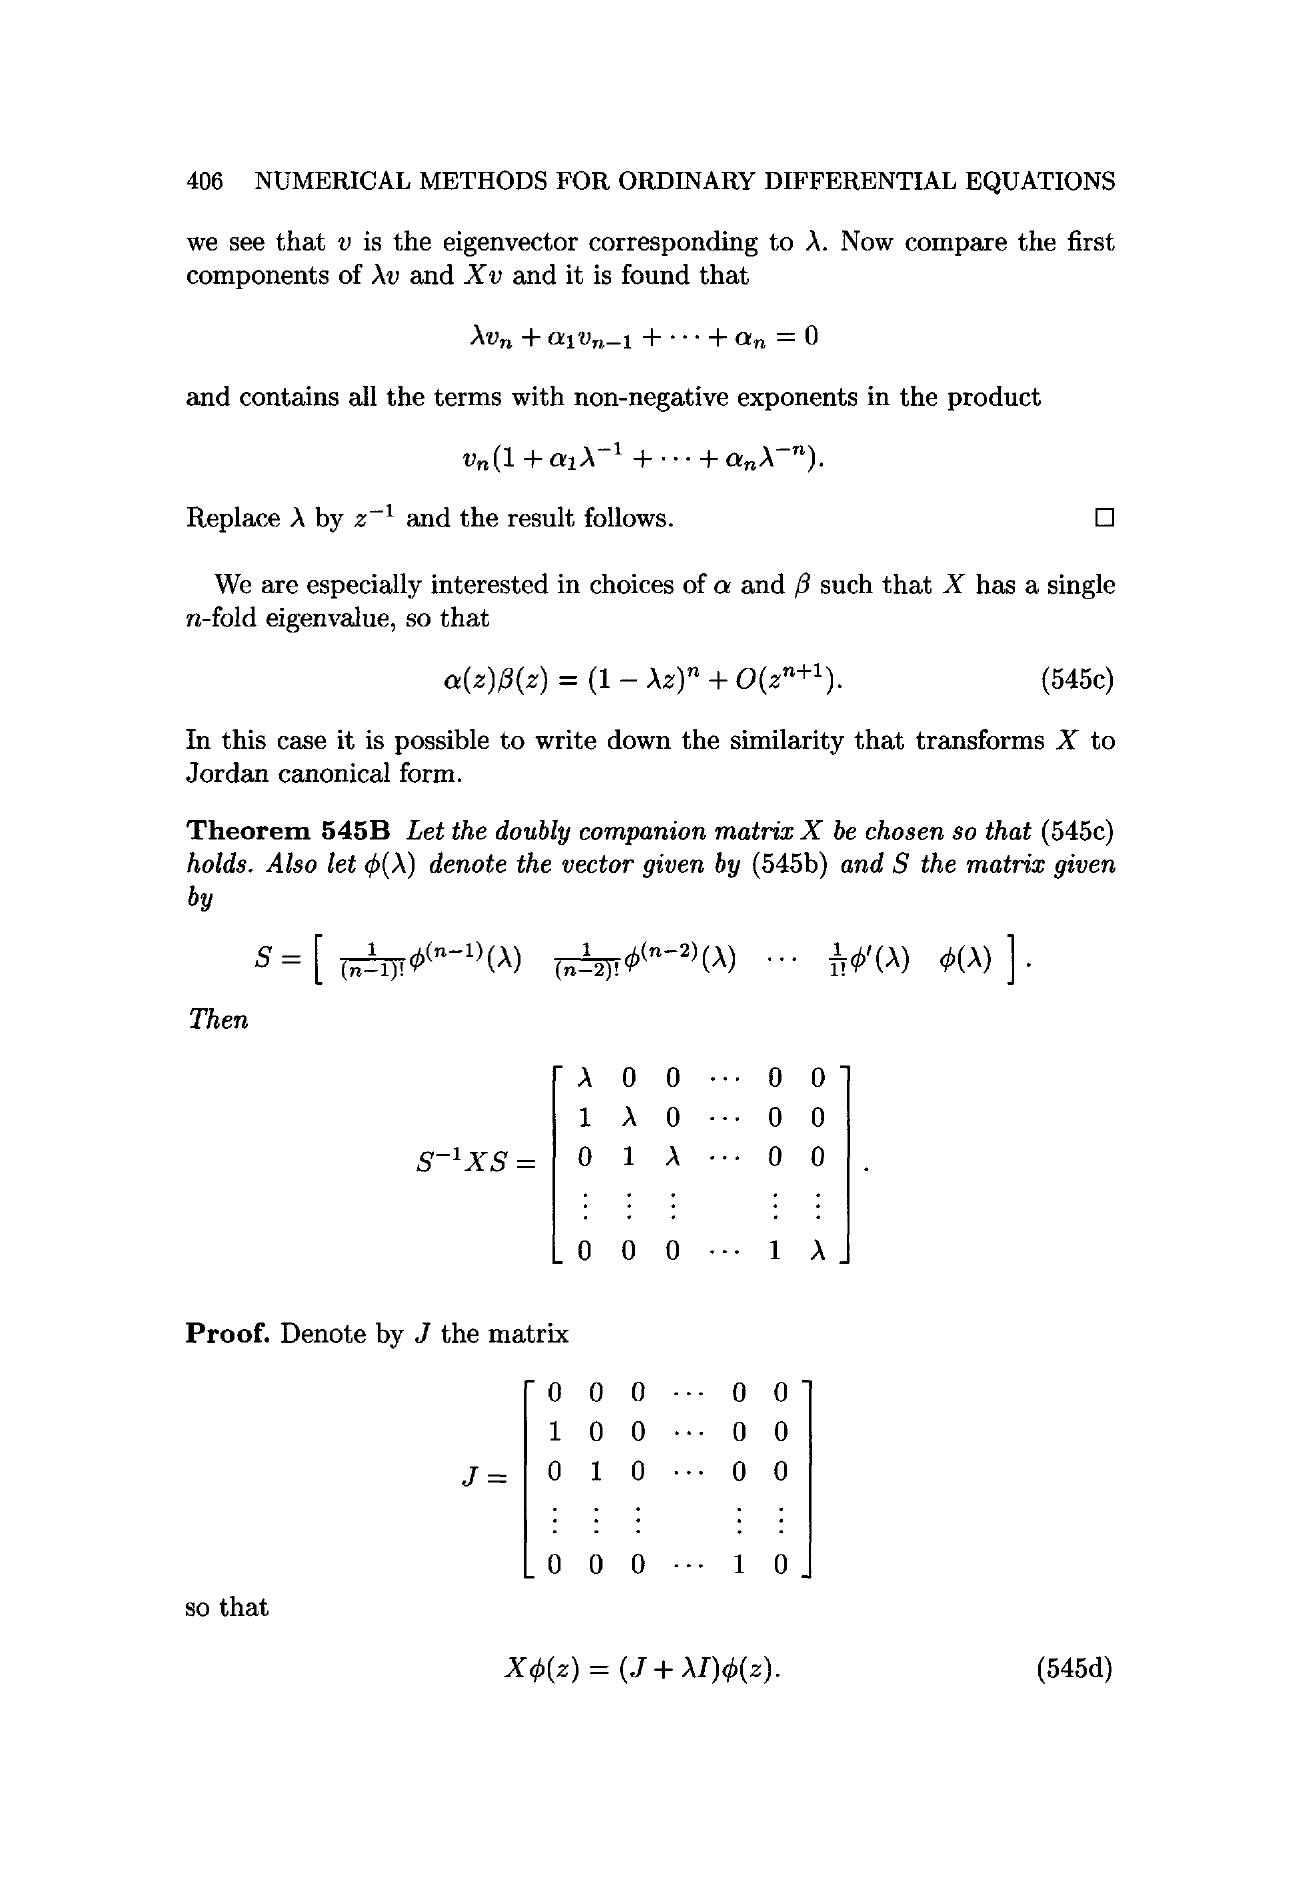 406 NUMERICAL METHODS FOR ORDINARY DIFFERENTIAL EQUATIONS
we see that v is the eigenvector corresponding to λ. Now compare the first
components of λv and Xv and it is found that
λvₙ + α₁vₙ₋₁ + ··· + αₙ = 0
and contains all the terms with non-negative exponents in the product
vₙ(1 + α₁λ⁻¹ + ··· + αₙλ⁻ⁿ).
Replace λ by z⁻¹ and the result follows. □
We are especially interested in choices of α and β such that X has a single
n-fold eigenvalue, so that
α(z)β(z) = (1 − λz)ⁿ + O(zⁿ⁺¹). (545c)
In this case it is possible to write down the similarity that transforms X to
Jordan canonical form.
Theorem 545B Let the doubly companion matrix X be chosen so that (545c)
holds. Also let ϕ(λ) denote the vector given by (545b) and S the matrix given
by
S = [ 1/(n−1)! ϕ⁽ⁿ⁻¹⁾(λ) 1/(n−2)! ϕ⁽ⁿ⁻²⁾(λ) ··· 1/1! ϕ′(λ) ϕ(λ) ].
Then
S⁻¹XS = [ λ 0 0 ··· 0 0
1 λ 0 ··· 0 0
0 1 λ ··· 0 0
⋮ ⋮ ⋮ ⋮ ⋮
0 0 0 ··· 1 λ ].
Proof. Denote by J the matrix
J = [ 0 0 0 ··· 0 0
1 0 0 ··· 0 0
0 1 0 ··· 0 0
⋮ ⋮ ⋮ ⋮ ⋮
0 0 0 ··· 1 0 ]
so that
Xϕ(z) = (J + λI)ϕ(z). (545d)